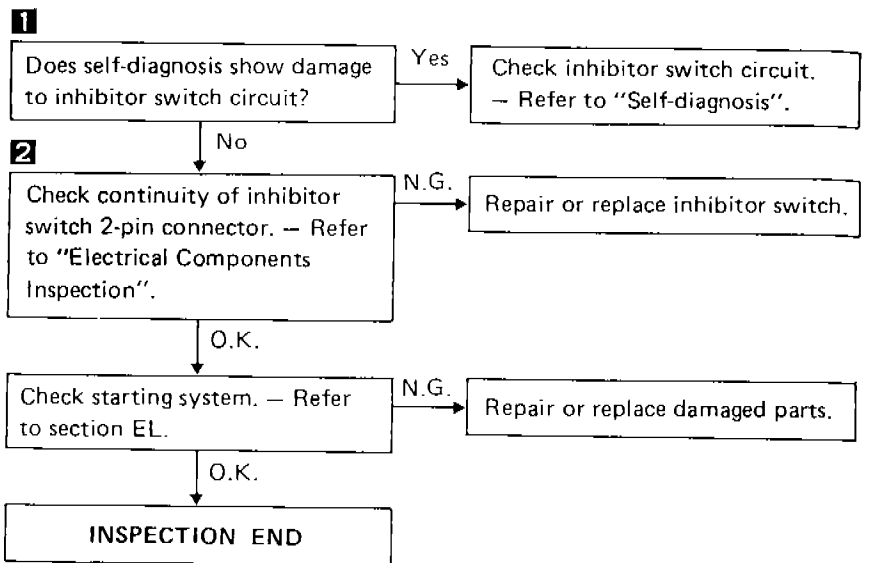 1
Does self-diagnosis show damage
to inhibitor switch circuit?
Yes
Check inhibitor switch circuit.
— Refer to "Self-diagnosis".
No
2
Check continuity of inhibitor
switch 2-pin connector. — Refer
to "Electrical Components
Inspection".
N.G.
Repair or replace inhibitor switch.
O.K.
Check starting system. — Refer
to section EL.
N.G.
Repair or replace damaged parts.
O.K.
INSPECTION END